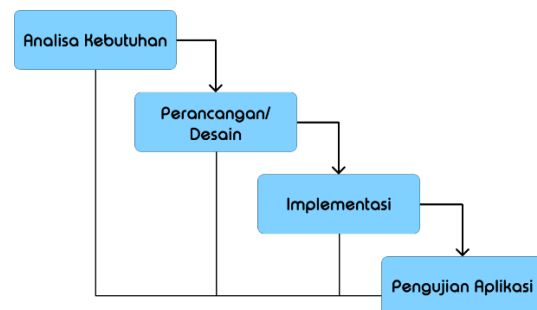 Analisa Kebutuhan
Perancangan/
Desain
Implementasi
Pengujian Aplikasi